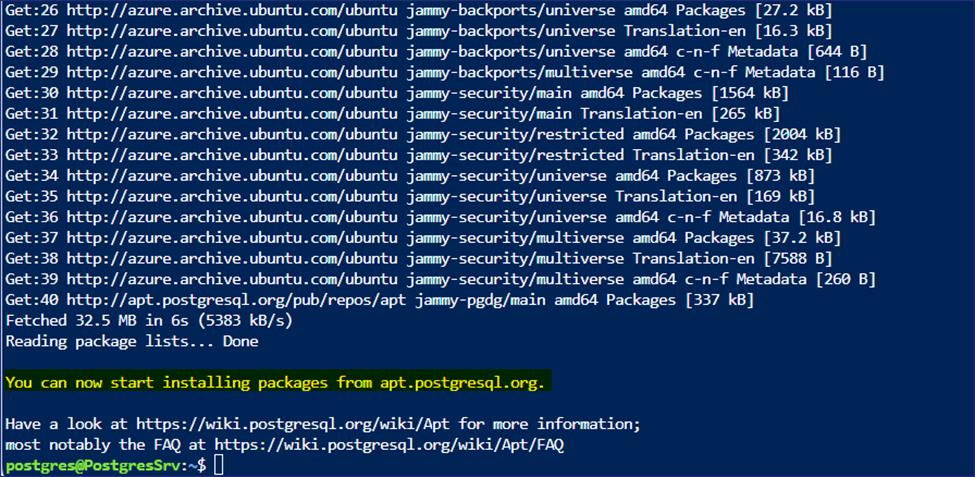 Get:26 http://azure.archive.ubuntu.com/ubuntu jammy-backports/universe amd64 Packages [27.2 kB]
Get:27 http://azure.archive.ubuntu.com/ubuntu jammy-backports/universe Translation-en [16.3 kB]
Get:28 http://azure.archive.ubuntu.com/ubuntu jammy-backports/universe amd64 c-n-f Metadata [644 B]
Get:29 http://azure.archive.ubuntu.com/ubuntu jammy-backports/multiverse amd64 c-n-f Metadata [116 B]
Get:30 http://azure.archive.ubuntu.com/ubuntu jammy-security/main amd64 Packages [1564 kB]
Get:31 http://azure.archive.ubuntu.com/ubuntu jammy-security/main Translation-en [265 kB]
Get:32 http://azure.archive.ubuntu.com/ubuntu jammy-security/restricted amd64 Packages [2004 kB]
Get:33 http://azure.archive.ubuntu.com/ubuntu jammy-security/restricted Translation-en [342 kB]
Get:34 http://azure.archive.ubuntu.com/ubuntu jammy-security/universe amd64 Packages [873 kB]
Get:35 http://azure.archive.ubuntu.com/ubuntu jammy-security/universe Translation-en [169 kB]
Get:36 http://azure.archive.ubuntu.com/ubuntu jammy-security/universe amd64 c-n-f Metadata [16.8 kB]
Get:37 http://azure.archive.ubuntu.com/ubuntu jammy-security/multiverse amd64 Packages [37.2 kB]
Get:38 http://azure.archive.ubuntu.com/ubuntu jammy-security/multiverse Translation-en [7588 B]
Get:39 http://azure.archive.ubuntu.com/ubuntu jammy-security/multiverse amd64 c-n-f Metadata [260 B]
Get:40 http://apt.postgresql.org/pub/repos/apt jammy-pgdg/main amd64 Packages [337 kB]
Fetched 32.5 MB in 6s (5383 kB/s)
Reading package lists... Done
You can now start installing packages from apt.postgresql.org.
Have a look at https://wiki.postgresql.org/wiki/Apt for more information;
most notably the FAQ at https://wiki.postgresql.org/wiki/Apt/FAQ
postgres@PostgresSrv:~$